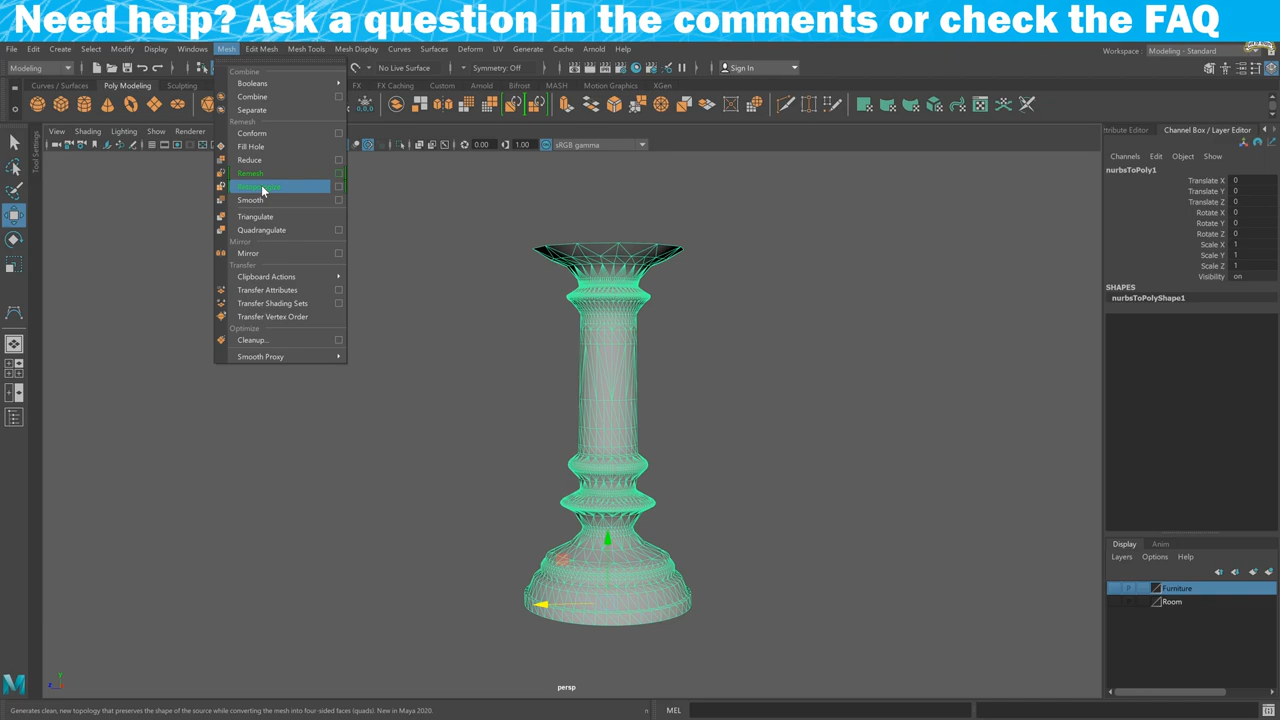 Need help? Ask a question in the comments or check the FAQ
File Edit Create Select Modify Display Windows Mesh Edit Mesh Mesh Tools Mesh Display Curves Surfaces Deform UV Generate Cache Arnold Help
Workspace : Modeling - Standard
Modeling
No Live Surface
Symmetry: Off
Sign In
Curves / Surfaces Poly Modeling Sculpting
FX FX Caching Custom Arnold Bifrost MASH Motion Graphics XGen
View Shading Lighting Show Renderer
0.00 1.00 sRGB gamma
Tool Settings
Combine
Booleans
Combine
Separate
Remesh
Conform
Fill Hole
Reduce
Remesh
Retopologize
Smooth
Triangulate
Quadrangulate
Mirror
Mirror
Transfer
Clipboard Actions
Transfer Attributes
Transfer Shading Sets
Transfer Vertex Order
Optimize
Cleanup...
Smooth Proxy
ttribute Editor Channel Box / Layer Editor
Channels Edit Object Show
nurbsToPoly1
Translate X 0
Translate Y 0
Translate Z 0
Rotate X 0
Rotate Y 0
Rotate Z 0
Scale X 1
Scale Y 1
Scale Z 1
Visibility on
SHAPES
nurbsToPolyShape1
Display Anim
Layers Options Help
P Furniture
Room
y
z
persp
Generates clean, new topology that preserves the shape of the source while converting the mesh into four-sided faces (quads). New in Maya 2020.
MEL